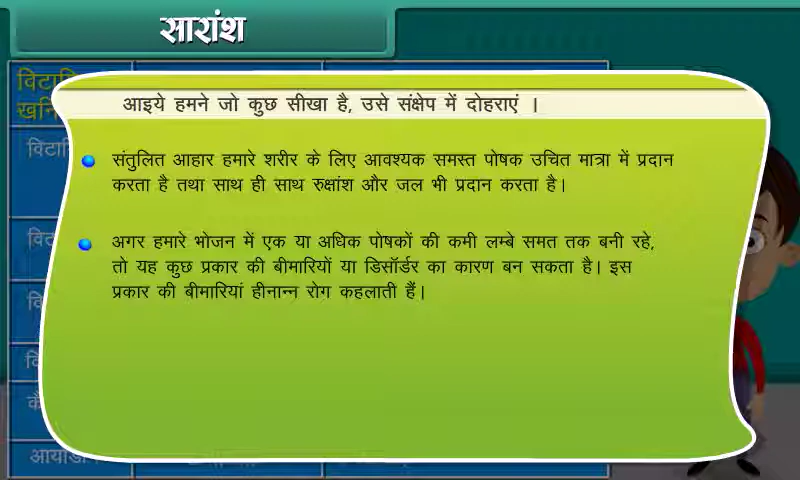 सारांश
आइये हमने जो कुछ सीखा है, उसे संक्षेप में दोहराएं ।
संतुलित आहार हमारे शरीर के लिए आवश्यक समस्त पोषक उचित मात्रा में प्रदान
करता है तथा साथ ही साथ रुक्षांश और जल भी प्रदान करता है।
अगर हमारे भोजन में एक या अधिक पोषकों की कमी लम्बे समत तक बनी रहे,
तो यह कुछ प्रकार की बीमारियों या डिसॉर्डर का कारण बन सकता है। इस
प्रकार की बीमारियां हीनान्न रोग कहलाती हैं।